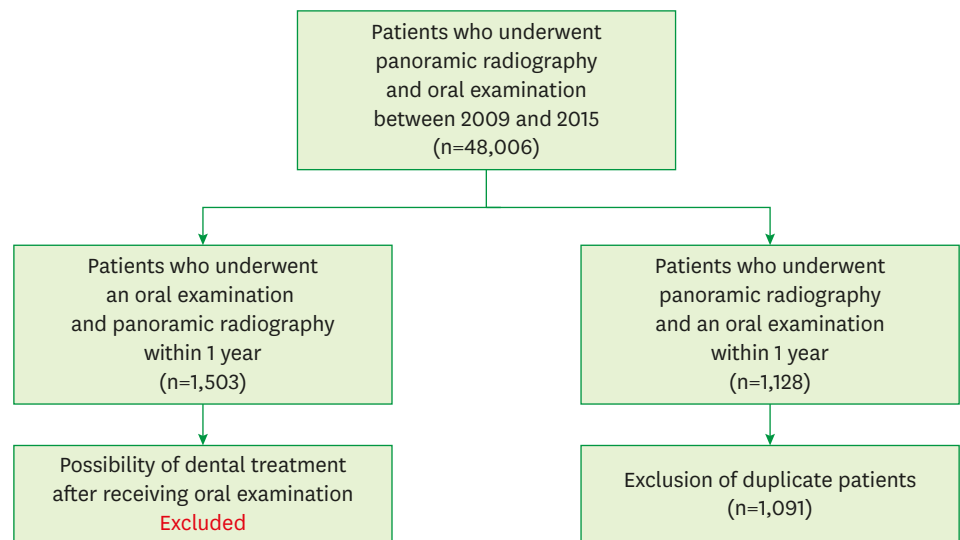 Patients who underwent
panoramic radiography
and oral examination
between 2009 and 2015
(n=48,006)
Patients who underwent
an oral examination
and panoramic radiography
within 1 year
(n=1,503)
Patients who underwent
panoramic radiography
and an oral examination
within 1 year
(n=1,128)
Possibility of dental treatment
after receiving oral examination
Excluded
Exclusion of duplicate patients
(n=1,091)